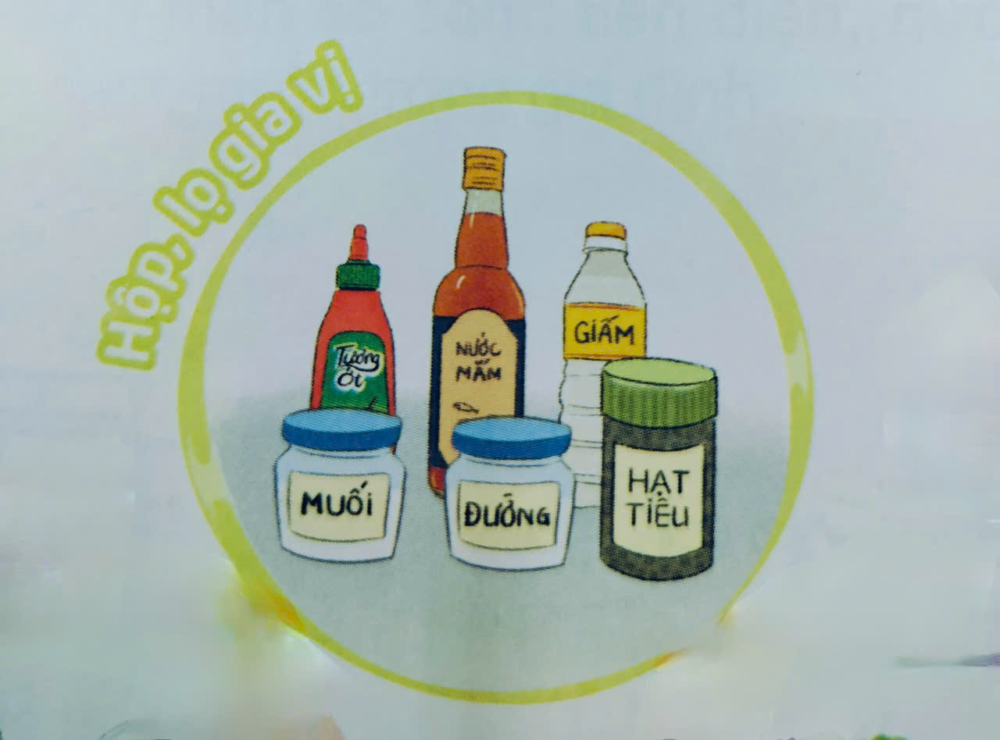 Hộp, lọ gia vị
Tương
Ớt
NƯỚC
MẮM
GIẤM
MUỐI
ĐƯỜNG
HẠT
TIÊU